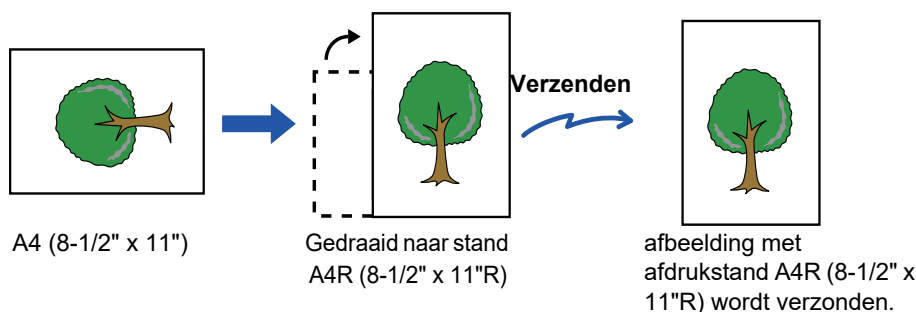 Verzenden
A4 (8-1/2" x 11")
Gedraaid naar stand
A4R (8-1/2" x 11"R)
afbeelding met
afdrukstand A4R (8-1/2" x
11"R) wordt verzonden.